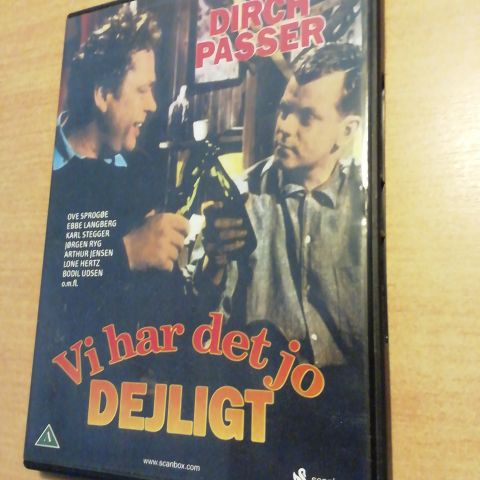 DIRCH
PASSER
OVE SPROGØE
EBBE LANGBERG
KARL STEGGER
JØRGEN RYG
ARTHUR JENSEN
LONE HERTZ
BODIL UDSEN
o.m.fl.
Vi har det jo
DEJLIGT
A
www.scanbox.com